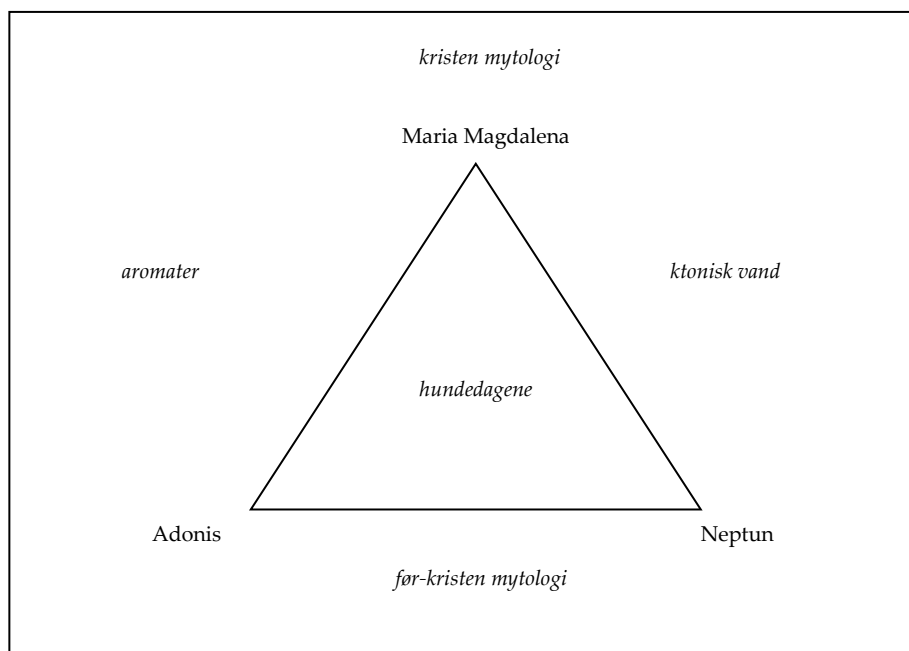 kristen mytologi
Maria Magdalena
aromater
ktonisk vand
hundedagene
Adonis
Neptun
før-kristen mytologi